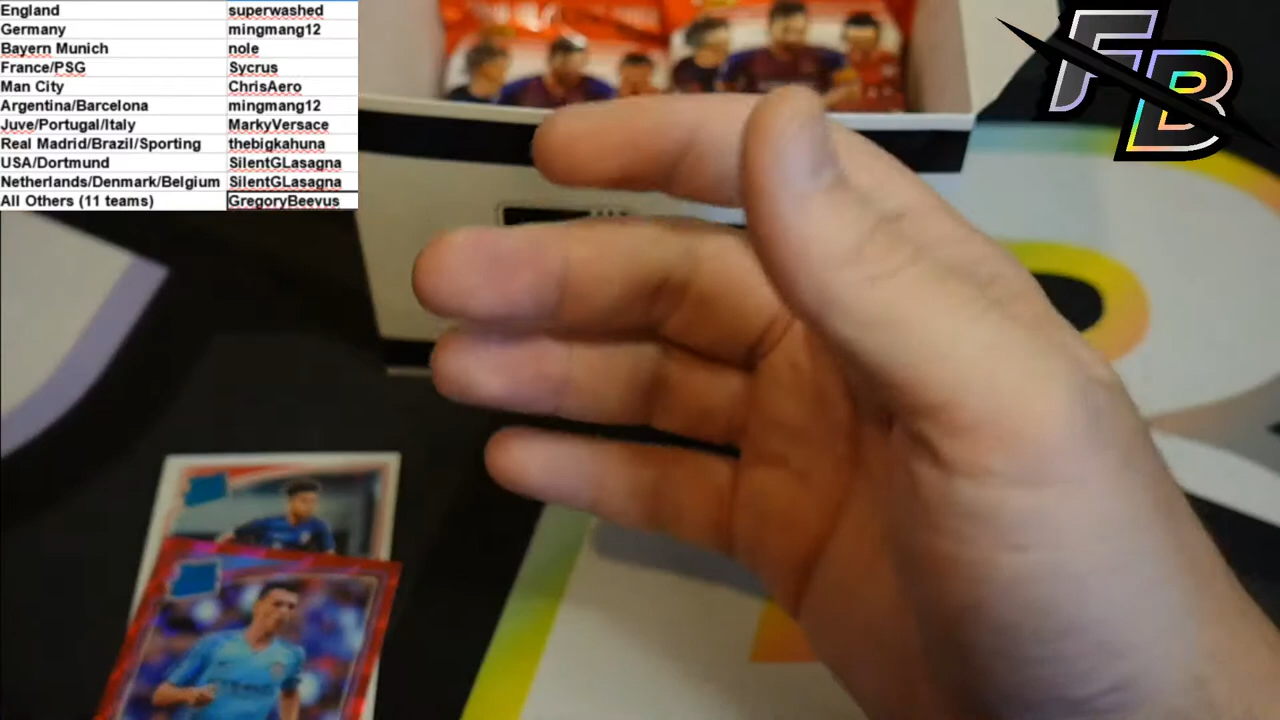 England superwashed
Germany mingmang12
Bayern Munich nole
France/PSG Sycrus
Man City ChrisAero
Argentina/Barcelona mingmang12
Juve/Portugal/Italy MarkyVersace
Real Madrid/Brazil/Sporting thebigkahuna
USA/Dortmund SilentGLasagna
Netherlands/Denmark/Belgium SilentGLasagna
All Others (11 teams) GregoryBeevus
FB